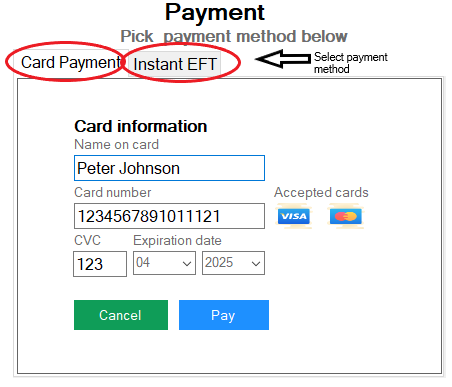 Payment
Pick payment method below
Card Payment
Instant EFT
Select payment
method
Card information
Name on card
Peter Johnson
Card number
Accepted cards
1234567891011121
VISA
CVC
Expiration date
123
04
2025
Cancel
Pay